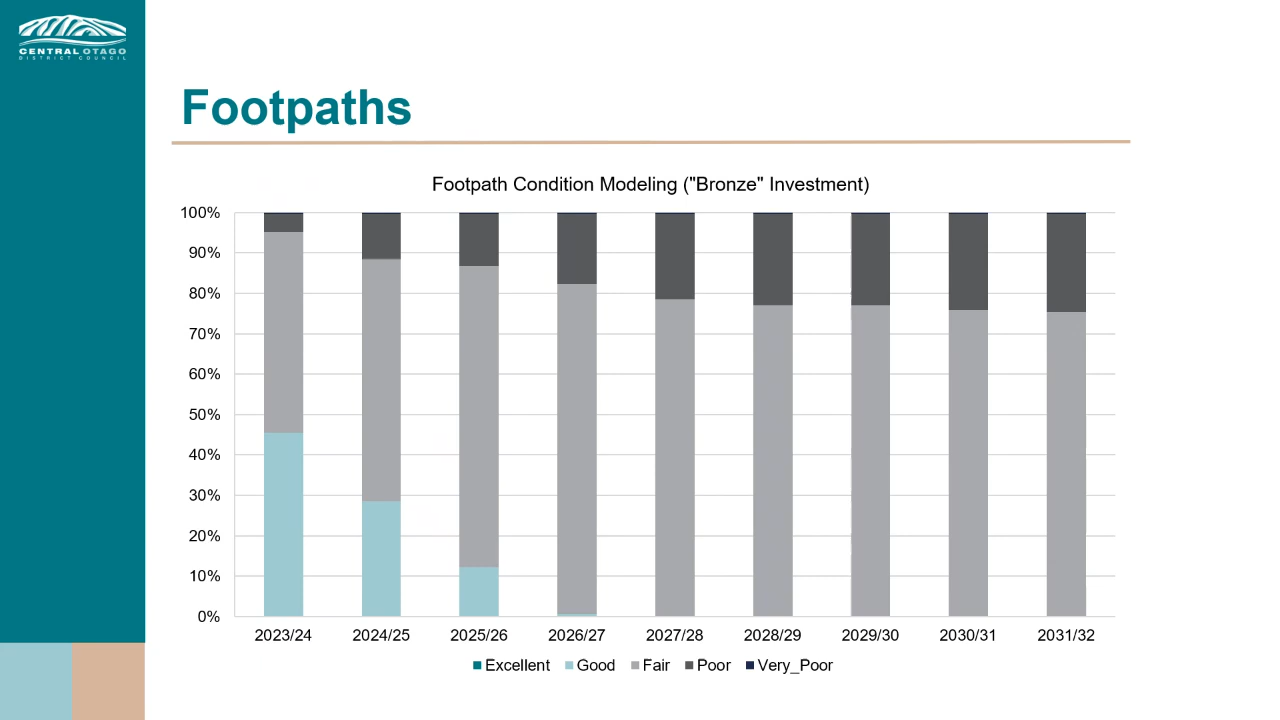 CENTRAL OTAGO
DISTRICT COUNCIL
Footpaths
Footpath Condition Modeling ("Bronze" Investment)
100%
90%
80%
70%
60%
50%
40%
30%
20%
10%
0%
2023/24 2024/25 2025/26 2026/27 2027/28 2028/29 2029/30 2030/31 2031/32
Excellent Good Fair Poor Very_Poor